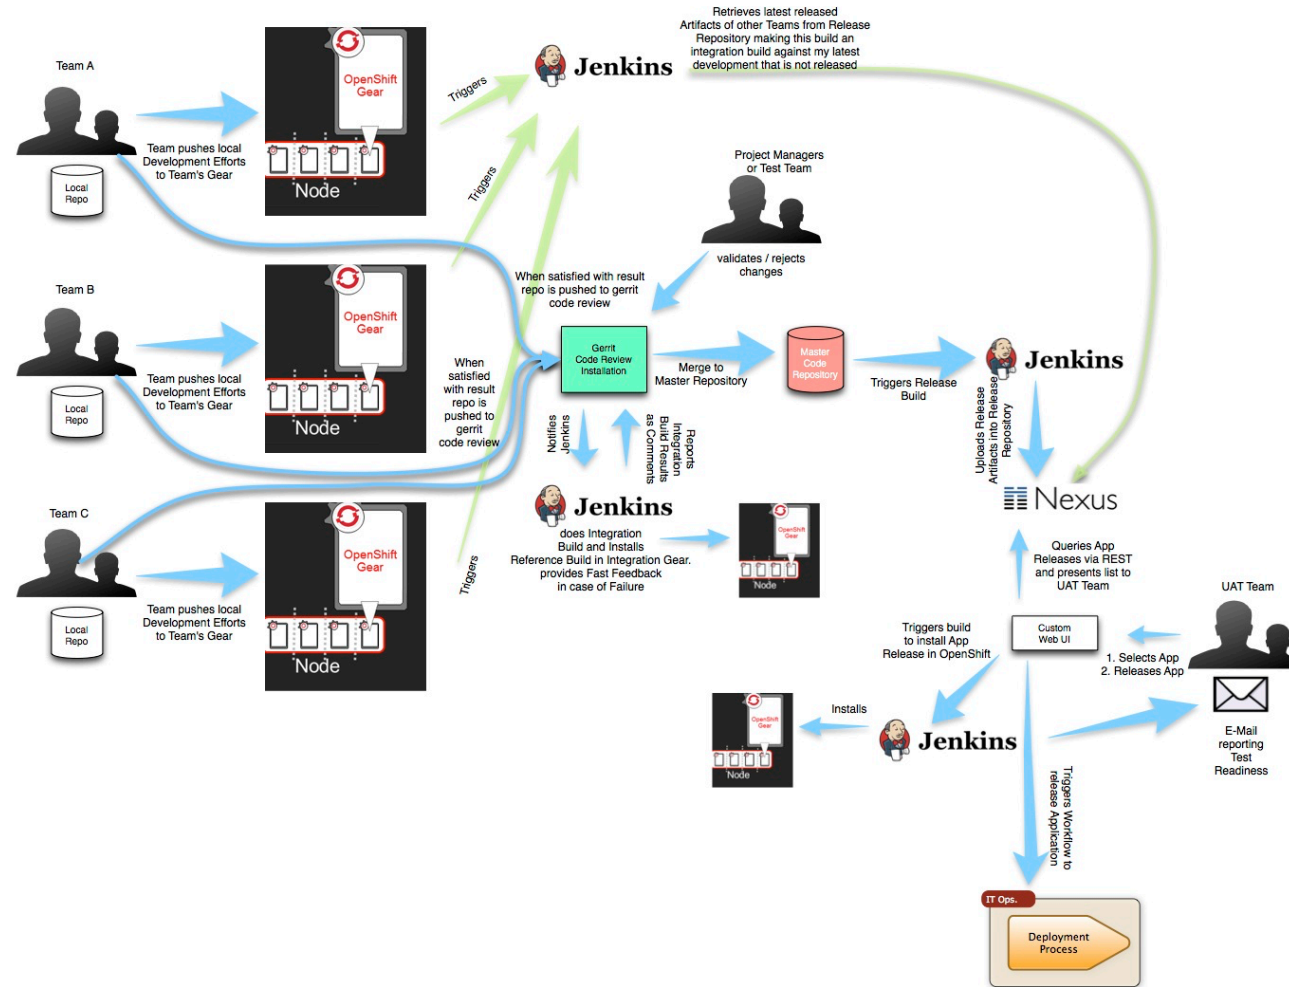 Retrieves latest released
Artifacts of other Teams from Release
Repository making this build an
integration build against my latest
development that is not released
Jenkins
Triggers
Triggers
Triggers
Team A
Local
Repo
Team pushes local
Development Efforts
to Team's Gear
OpenShift
Gear
Node
Project Managers
or Test Team
validates / rejects
changes
Team B
Local
Repo
Team pushes local
Development Efforts
to Team's Gear
OpenShift
Gear
Node
When satisfied with result
repo is pushed to gerrit
code review
When
satisfied
with result
repo is
pushed to
gerrit
code review
Gerrit
Code Review
Installation
Merge to
Master Repository
Master
Code
Repository
Triggers Release
Build
Jenkins
Uploads Release
Artifacts into Release
Repository
Nexus
Notifies
Jenkins
Reports
Integration
Build Results
as Comments
Jenkins
does Integration
Build and Installs
Reference Build in Integration Gear.
provides Fast Feedback
in case of Failure
OpenShift
Gear
Node
Team C
Local
Repo
Team pushes local
Development Efforts
to Team's Gear
OpenShift
Gear
Node
Queries App
Releases via REST
and presents list to
UAT Team
UAT Team
Custom
Web UI
1. Selects App
2. Releases App
Triggers build
to install App
Release in OpenShift
Jenkins
Installs
OpenShift
Gear
Node
E-Mail
reporting
Test
Readiness
Triggers Workflow to
release Application
IT Ops.
Deployment
Process